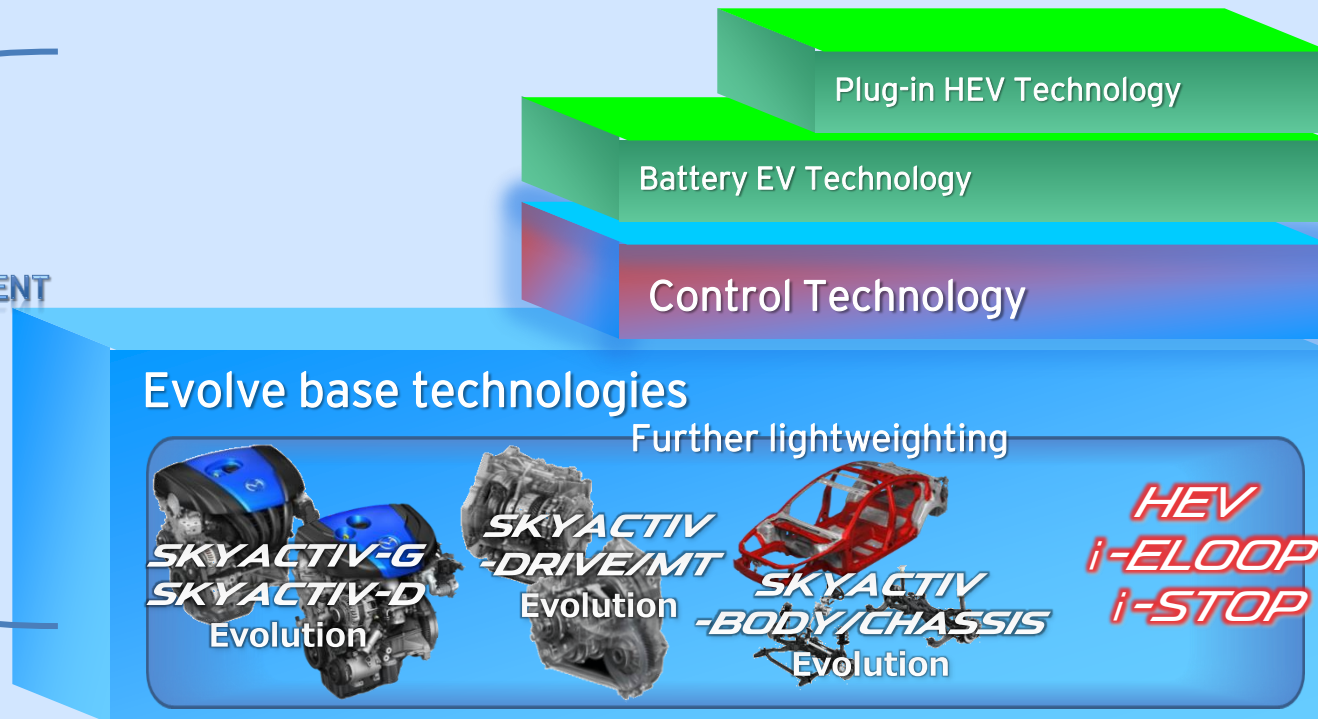 Plug-in HEV Technology
Battery EV Technology
Control Technology
Evolve base technologies
Further lightweighting
SKYACTIV-G
SKYACTIV-D
Evolution
SKYACTIV
-DRIVE/MT
Evolution
SKYACTIV
-BODY/CHASSIS
Evolution
HEV
i-ELOOP
i-STOP